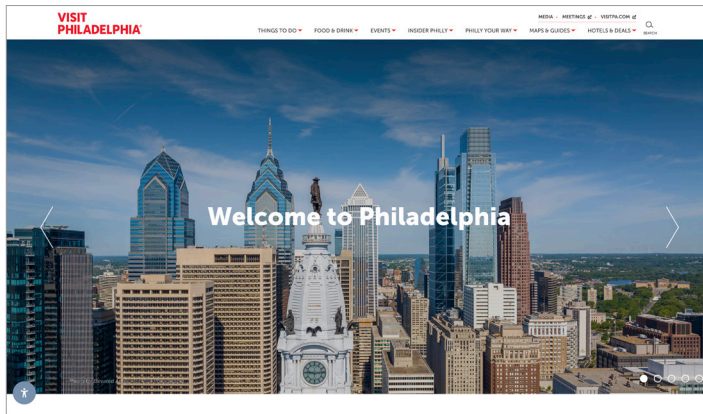 VISIT
PHILADELPHIA®
MEDIA
MEETINGS
VISITPA.COM
THINGS TO DO
FOOD & DRINK
EVENTS
INSIDER PHILLY
PHILLY YOUR WAY
MAPS & GUIDES
HOTELS & DEALS
SEARCH
Welcome to Philadelphia